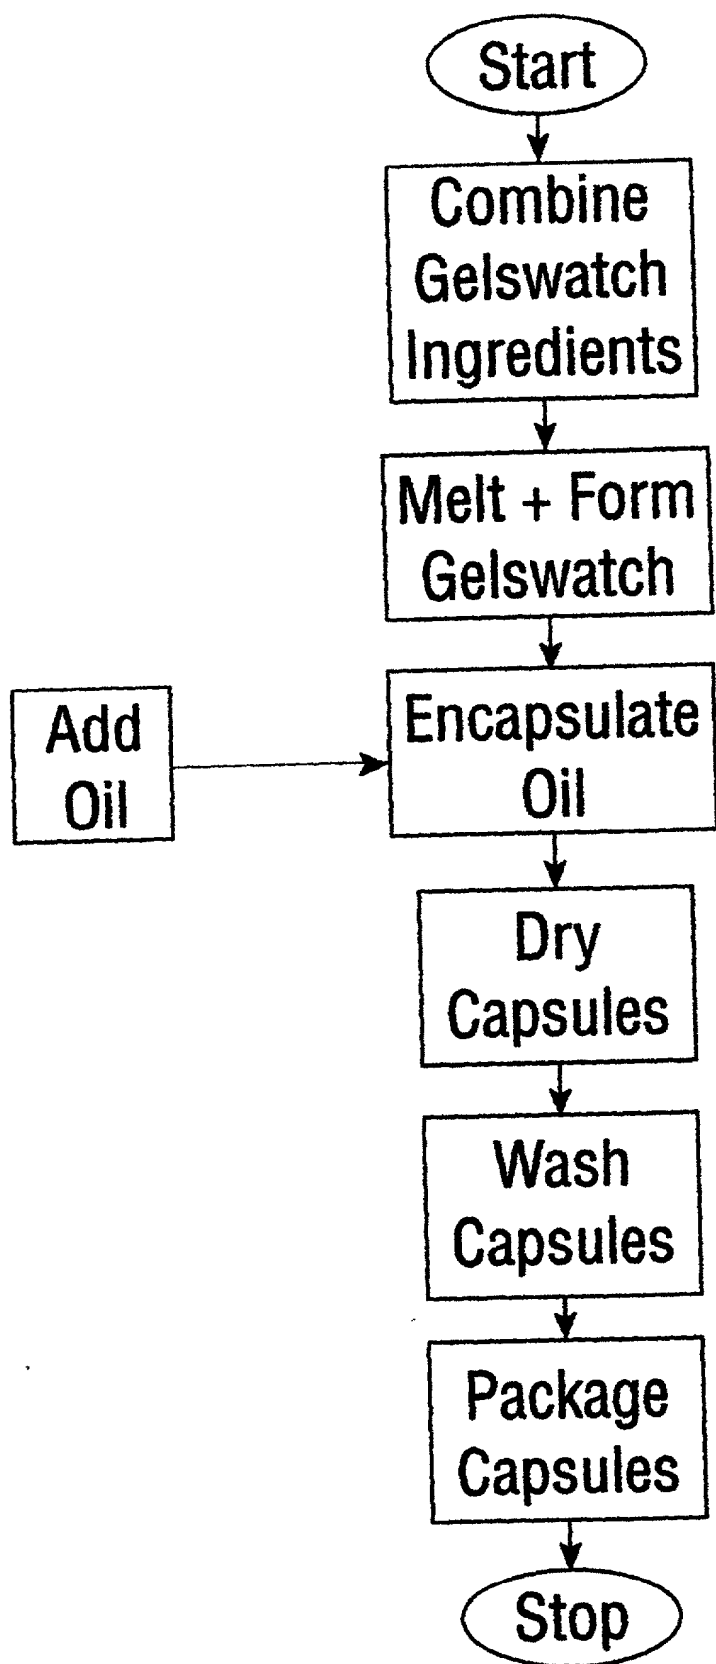 Start
Combine
Gelswatch
Ingredients
Melt + Form
Gelswatch
Add
Oil
Encapsulate
Oil
Dry
Capsules
Wash
Capsules
Package
Capsules
Stop